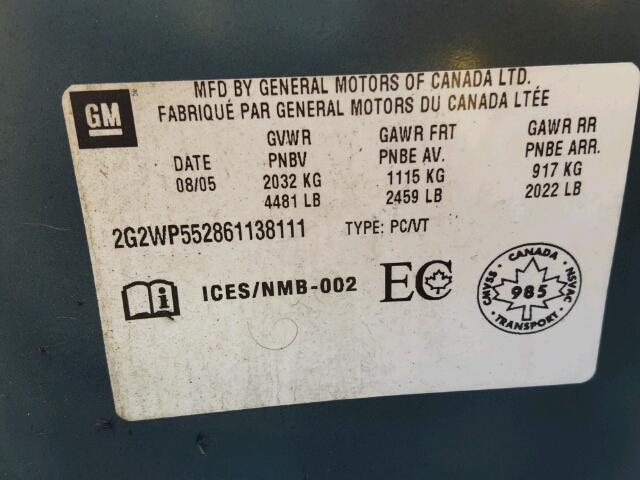 MFD BY GENERAL MOTORS OF CANADA LTD.
FABRIQUÉ PAR GENERAL MOTORS DU CANADA LTÉE
GM
GVWR GAWR FRT GAWR RR
DATE PNBV PNBE AV. PNBE ARR.
08/05 2032 KG 1115 KG 917 KG
4481 LB 2459 LB 2022 LB
2G2WP552861138111 TYPE: PC/VT
i ICES/NMB-002 EC
CANADA
CMVSS NSVAC
985
TRANSPORT